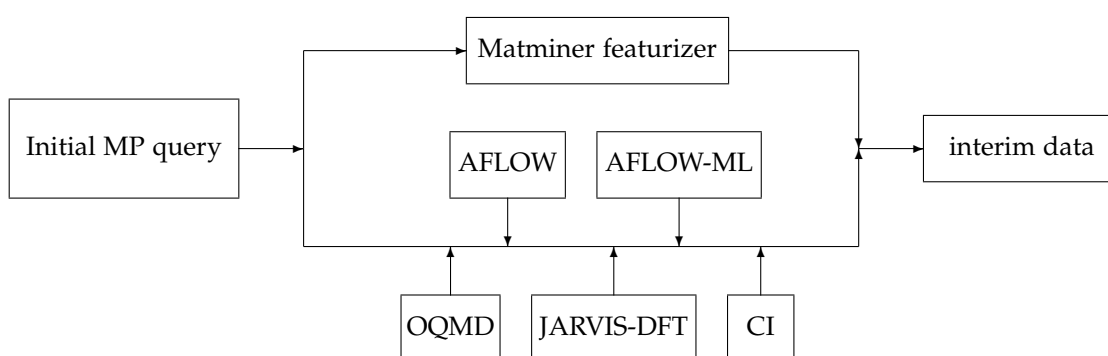 Matminer featurizer
Initial MP query
interim data
AFLOW
AFLOW-ML
OQMD
JARVIS-DFT
CI